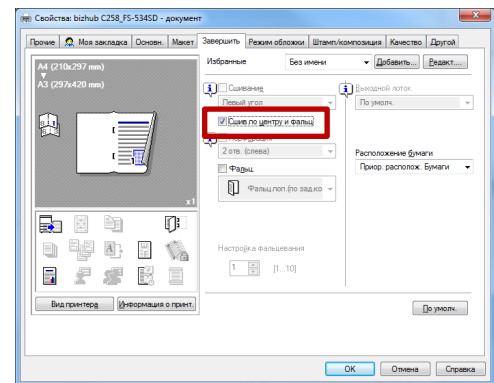 Свойства: bizhub C258_FS-534SD - документ
Прочие
Моя закладка
Основн.
Макет
Завершить
Режим обложки
Штамп/композиция
Качество
Другой
A4 (210x297 mm)
A3 (297x420 mm)
x1
Вид принтера
Информация о принт.
Избранные
Без имени
Добавить...
Редакт....
Сшивание
Левый угол
Сшив.по центру и Фальц
2 отв. (слева)
Фальц
Фальц.поп.(по зад.ко
Настройка фальцевания
1
[1...10]
Выходной лоток
По умолч.
Расположение бумаги
Приор. располож. Бумаги
По умолч.
OK
Отмена
Справка